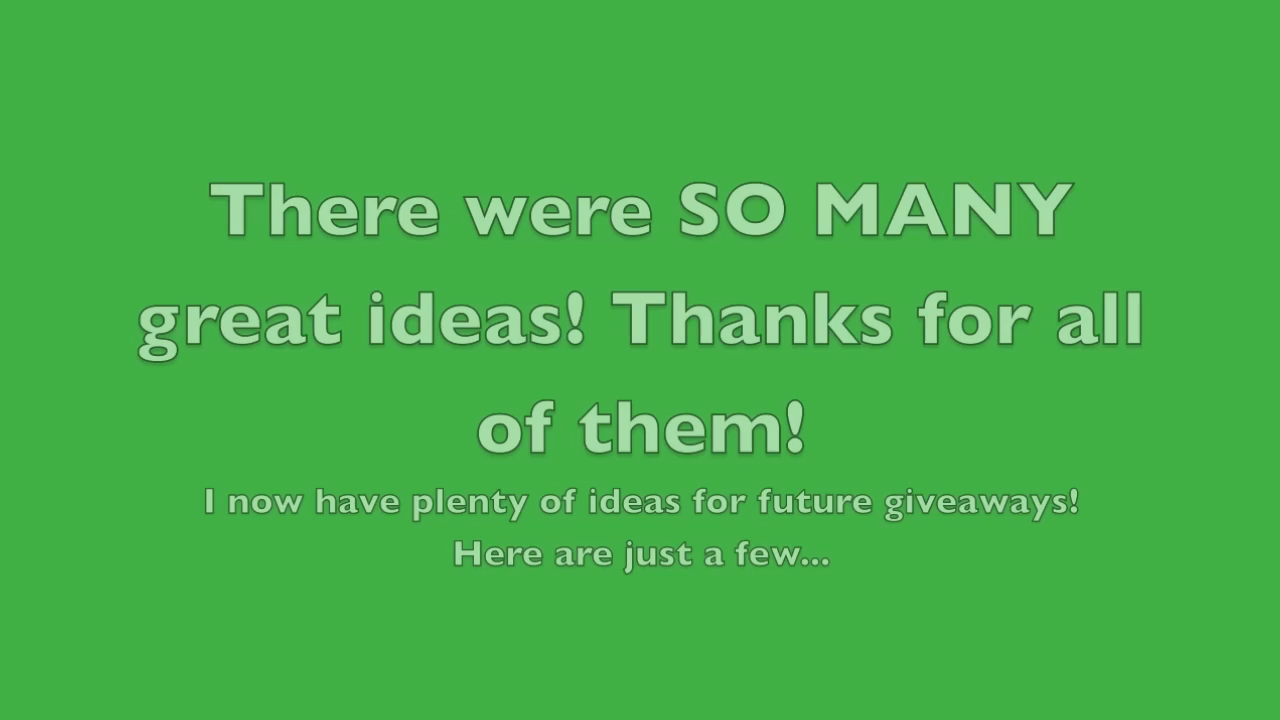 There were SO MANY
great ideas! Thanks for all
of them!
I now have plenty of ideas for future giveaways!
Here are just a few...